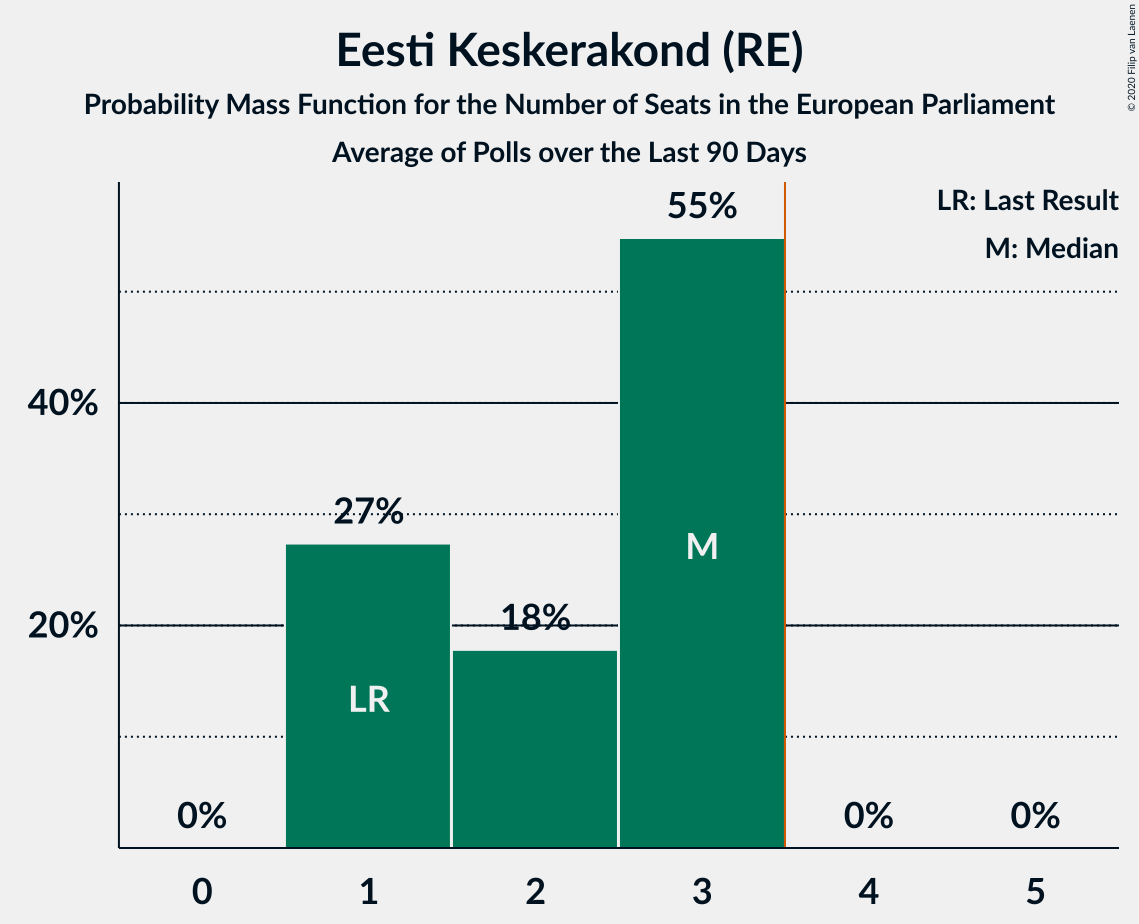 Eesti Keskerakond (RE)
Probability Mass Function for the Number of Seats in the European Parliament
Average of Polls over the Last 90 Days
© 2020 Filip van Laenen
LR: Last Result
M: Median
55%
40%
27%
M
20%
18%
LR
0%
0%
0%
0
1
2
3
4
5